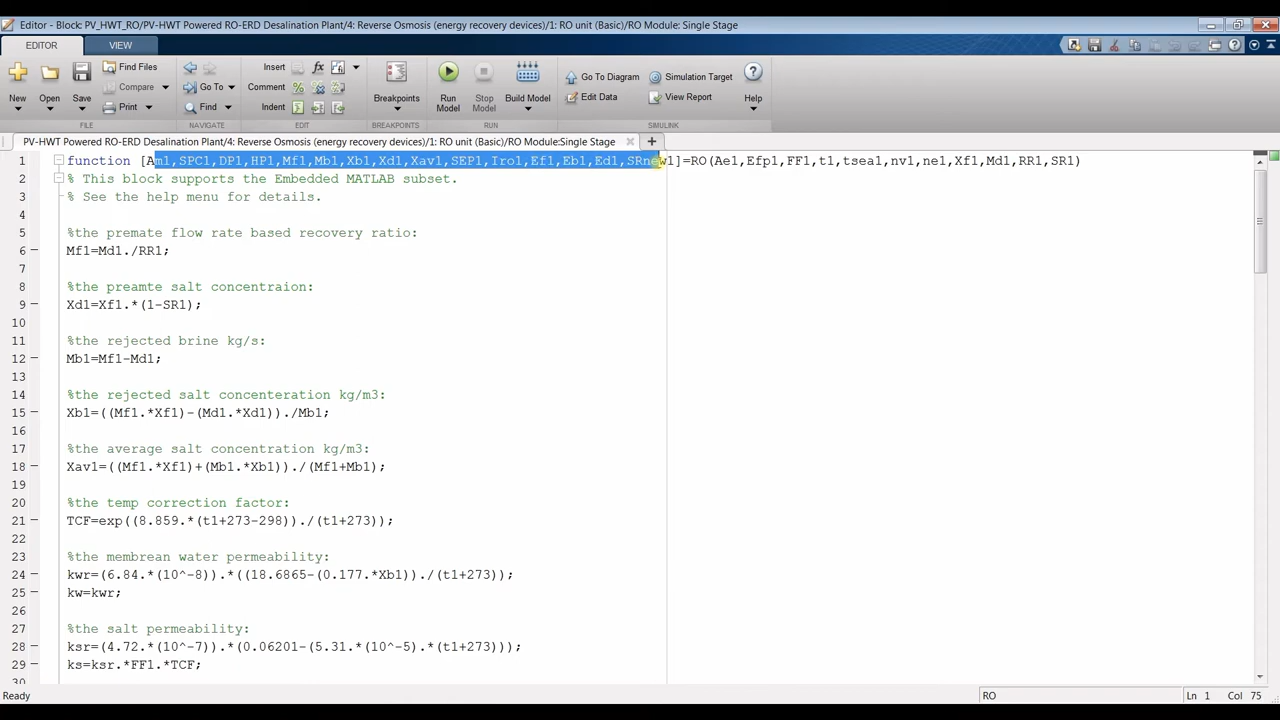 Editor - Block: PV_HWT_RO/PV-HWT Powered RO-ERD Desalination Plant/4: Reverse Osmosis (energy recovery devices)/1: RO unit (Basic)/RO Module: Single Stage
EDITOR VIEW
New Open Save Find Files Compare Print
Go To Find
Insert Comment Indent
Breakpoints
Run Model Stop Model Build Model
Go To Diagram Simulation Target
Edit Data View Report
Help
FILE NAVIGATE EDIT BREAKPOINTS RUN SIMULINK
PV-HWT Powered RO-ERD Desalination Plant/4: Reverse Osmosis (energy recovery devices)/1: RO unit (Basic)/RO Module:Single Stage
1 function [Am1,SPC1,DP1,HP1,Mf1,Mb1,Xb1,Xd1,Xav1,SEP1,Iro1,Ef1,Eb1,Ed1,SRnew1]=RO(Ae1,Efp1,FF1,t1,tsea1,nv1,ne1,Xf1,Md1,RR1,SR1)
2 % This block supports the Embedded MATLAB subset.
3 % See the help menu for details.
4
5 %the premate flow rate based recovery ratio:
6 Mf1=Md1./RR1;
7
8 %the preamte salt concentraion:
9 Xd1=Xf1.*(1-SR1);
10
11 %the rejected brine kg/s:
12 Mb1=Mf1-Md1;
13
14 %the rejected salt concenteration kg/m3:
15 Xb1=((Mf1.*Xf1)-(Md1.*Xd1))./Mb1;
16
17 %the average salt concentration kg/m3:
18 Xav1=((Mf1.*Xf1)+(Mb1.*Xb1))./(Mf1+Mb1);
19
20 %the temp correction factor:
21 TCF=exp((8.859.*(t1+273-298))./(t1+273));
22
23 %the membrean water permeability:
24 kwr=(6.84.*(10^-8)).*((18.6865-(0.177.*Xb1))./(t1+273));
25 kw=kwr;
26
27 %the salt permeability:
28 ksr=(4.72.*(10^-7)).*(0.06201-(5.31.*(10^-5).*(t1+273)));
29 ks=ksr.*FF1.*TCF;
30
Ready RO Ln 1 Col 75